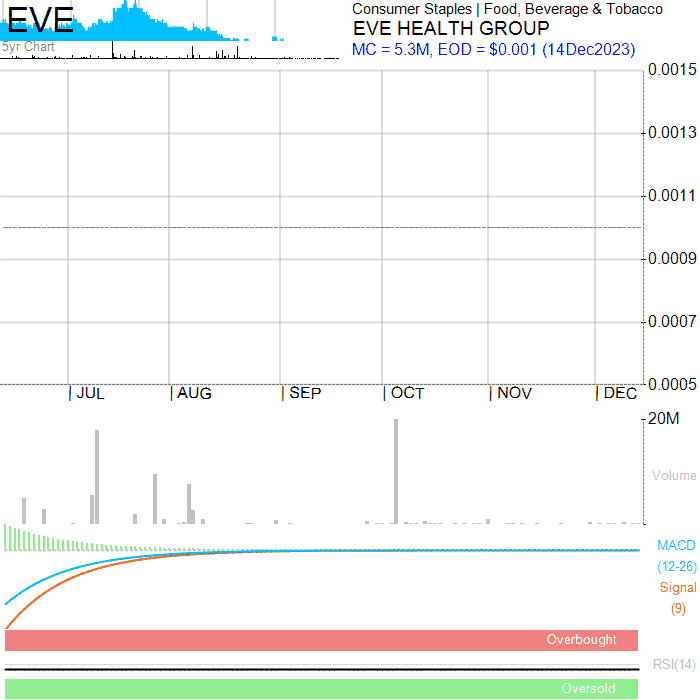 EVE
5yr Chart
Consumer Staples | Food, Beverage & Tobacco
EVE HEALTH GROUP
MC = 5.3M, EOD = $0.001 (14Dec2023)
0.0015
0.0013
0.0011
0.0009
0.0007
0.0005
| JUL | AUG | SEP | OCT | NOV | DEC
20M
Volume
MACD
(12-26)
Signal
(9)
Overbought
RSI(14)
Oversold